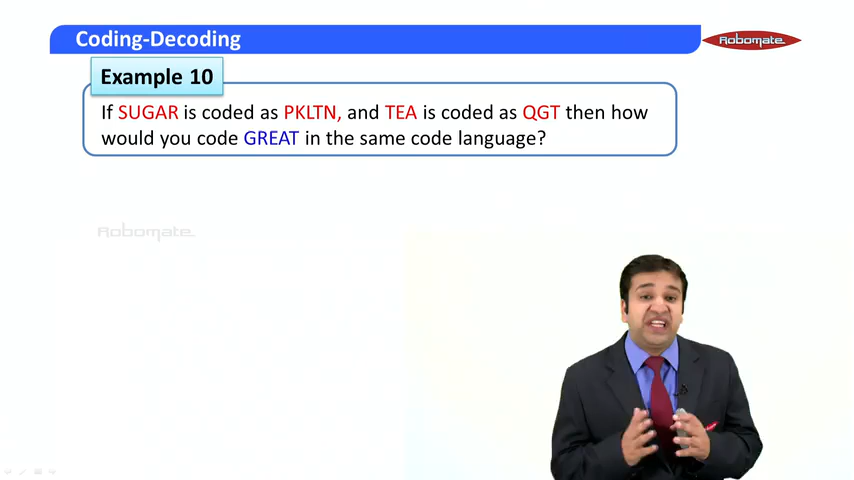 Coding-Decoding
Robomate
Example 10
If SUGAR is coded as PKLTN, and TEA is coded as QGT then how
would you code GREAT in the same code language?
Robomate